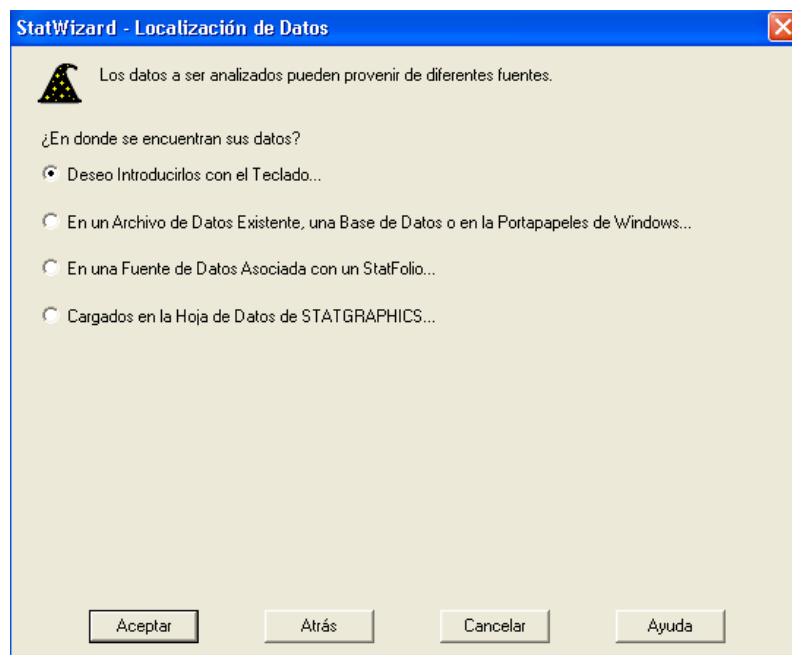 StatWizard - Localización de Datos
Los datos a ser analizados pueden provenir de diferentes fuentes.
¿En donde se encuentran sus datos?
Deseo Introducirlos con el Teclado...
En un Archivo de Datos Existente, una Base de Datos o en la Portapapeles de Windows...
En una Fuente de Datos Asociada con un StatFolio...
Cargados en la Hoja de Datos de STATGRAPHICS...
Aceptar Atrás Cancelar Ayuda